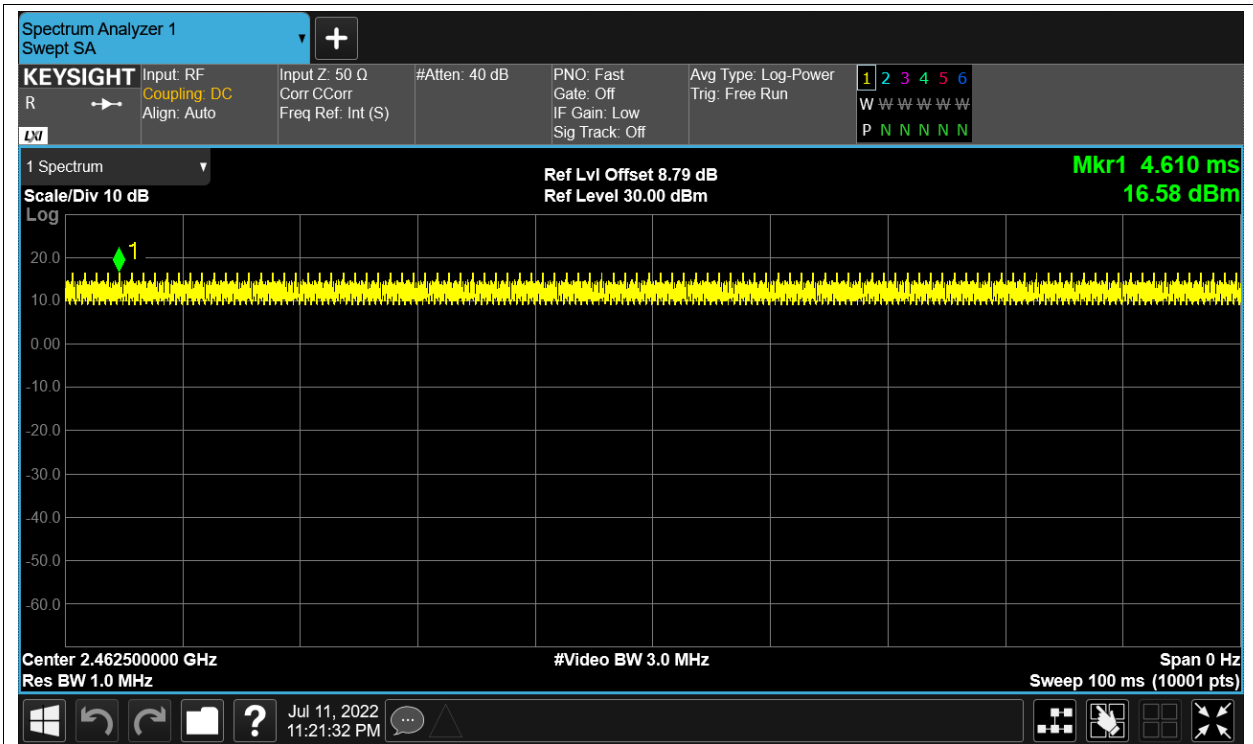 Spectrum Analyzer 1
Swept SA
KEYSIGHT
R
LXI
Input: RF
Coupling: DC
Align: Auto
Input Z: 50 Ω
Corr CCorr
Freq Ref: Int (S)
#Atten: 40 dB
PNO: Fast
Gate: Off
IF Gain: Low
Sig Track: Off
Avg Type: Log-Power
Trig: Free Run
1 2 3 4 5 6
W W W W W W
P N N N N N
1 Spectrum
Scale/Div 10 dB
Log
Ref Lvl Offset 8.79 dB
Ref Level 30.00 dBm
Mkr1 4.610 ms
16.58 dBm
1
20.0
10.0
0.00
-10.0
-20.0
-30.0
-40.0
-50.0
-60.0
Center 2.462500000 GHz
Res BW 1.0 MHz
#Video BW 3.0 MHz
Span 0 Hz
Sweep 100 ms (10001 pts)
?
Jul 11, 2022
11:21:32 PM